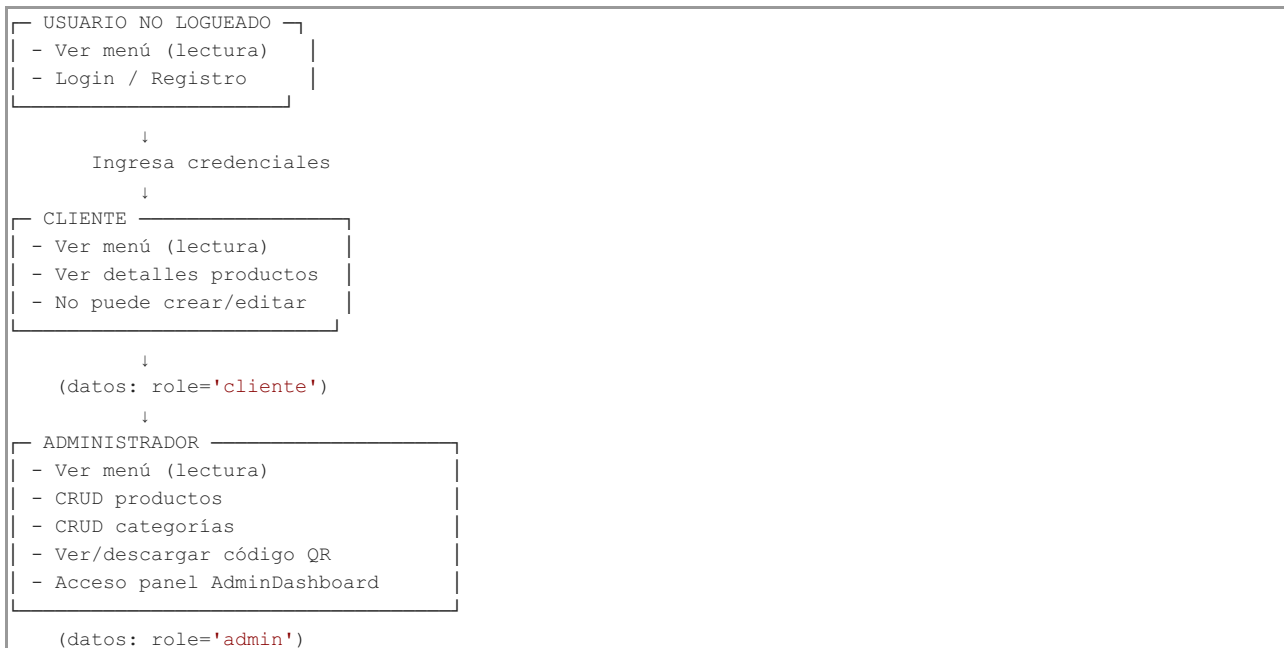 ┌─ USUARIO NO LOGUEADO ─┐
│ - Ver menú (lectura)   │
│ - Login / Registro     │
└───────────────────────┘
↓
Ingresa credenciales
↓
┌─ CLIENTE ─────────────────┐
│ - Ver menú (lectura)      │
│ - Ver detalles productos  │
│ - No puede crear/editar   │
└───────────────────────────┘
↓
(datos: role='cliente')
↓
┌─ ADMINISTRADOR ─────────────────────┐
│ - Ver menú (lectura)                │
│ - CRUD productos                    │
│ - CRUD categorías                   │
│ - Ver/descargar código QR           │
│ - Acceso panel AdminDashboard       │
└─────────────────────────────────────┘
(datos: role='admin')